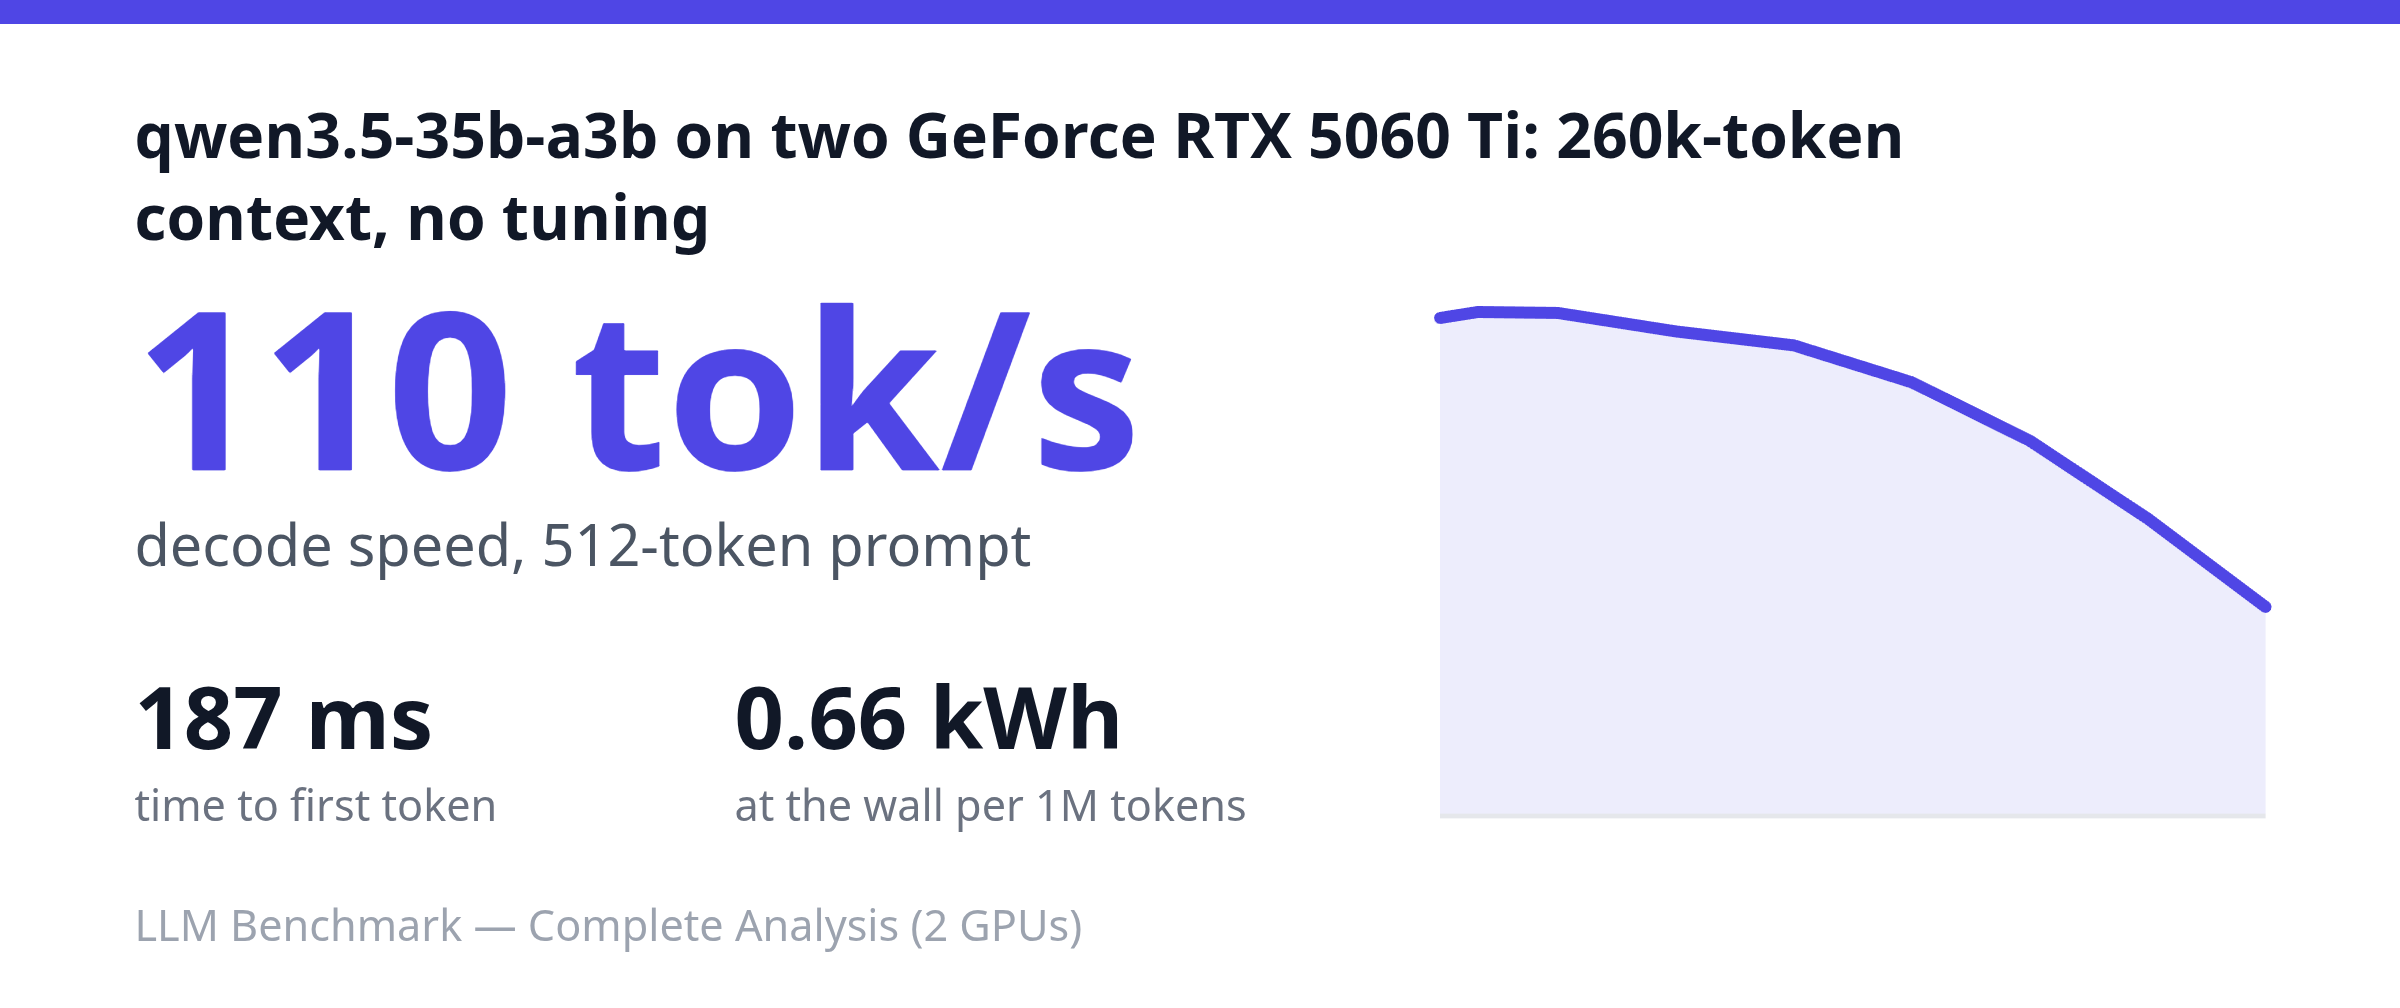 qwen3.5-35b-a3b on two GeForce RTX 5060 Ti: 260k-token
context, no tuning
110 tok/s
decode speed, 512-token prompt
187 ms
time to first token
0.66 kWh
at the wall per 1M tokens
LLM Benchmark — Complete Analysis (2 GPUs)